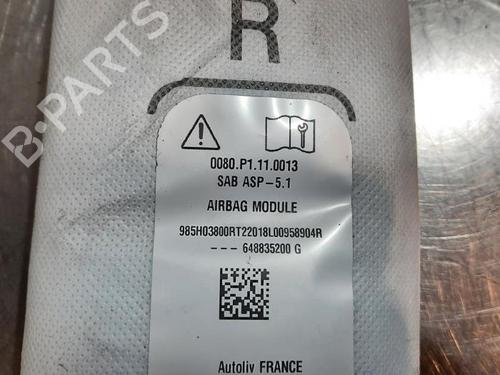 R
B-PARTS
0080.P1.11.0013
SAB ASP-5.1
AIRBAG MODULE
985H03800RT22018L00958904R
--- 648835200 G
Autoliv FRANCE